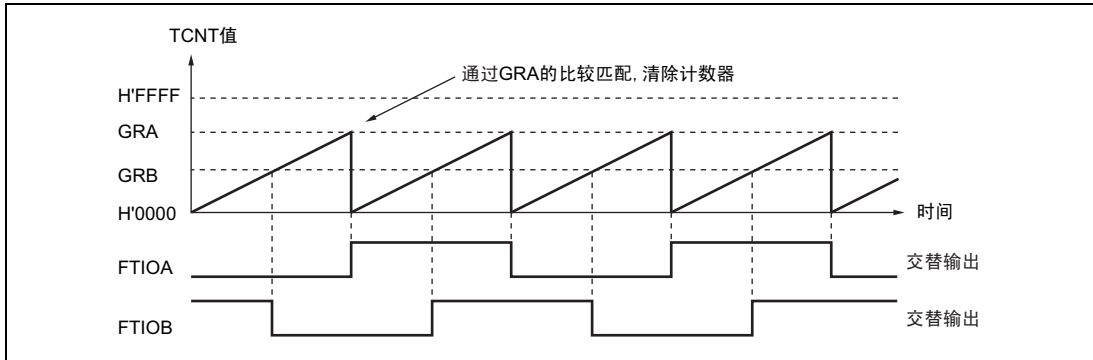 TCNT值
通过GRA的比较匹配, 清除计数器
H'FFFF
GRA
GRB
H'0000
时间
FTIOA
交替输出
FTIOB
交替输出